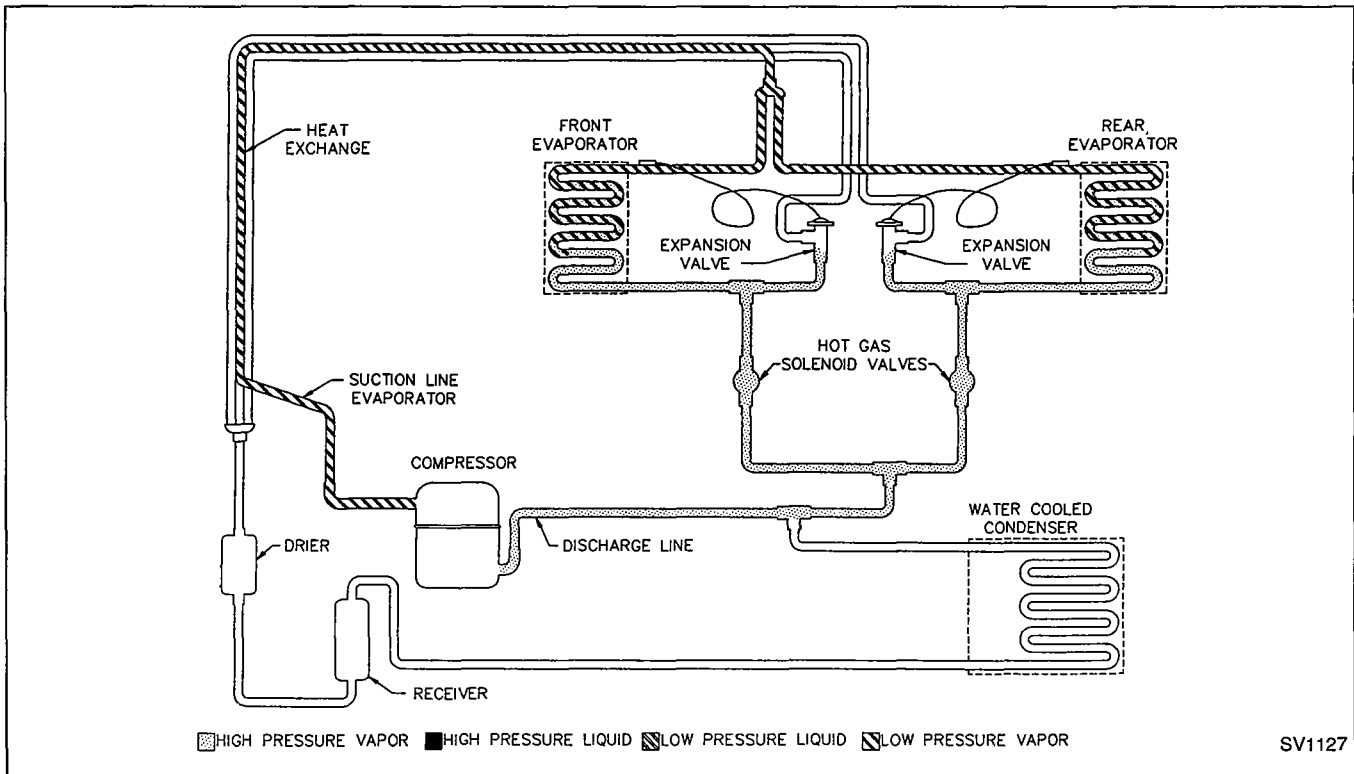 HEAT
EXCHANGE
FRONT
EVAPORATOR
REAR,
EVAPORATOR
EXPANSION
VALVE
EXPANSION
VALVE
HOT GAS
SOLENOID VALVES
SUCTION LINE
EVAPORATOR
COMPRESSOR
WATER COOLED
CONDENSER
DISCHARGE LINE
DRIER
RECEIVER
HIGH PRESSURE VAPOR HIGH PRESSURE LIQUID LOW PRESSURE LIQUID LOW PRESSURE VAPOR
SV1127